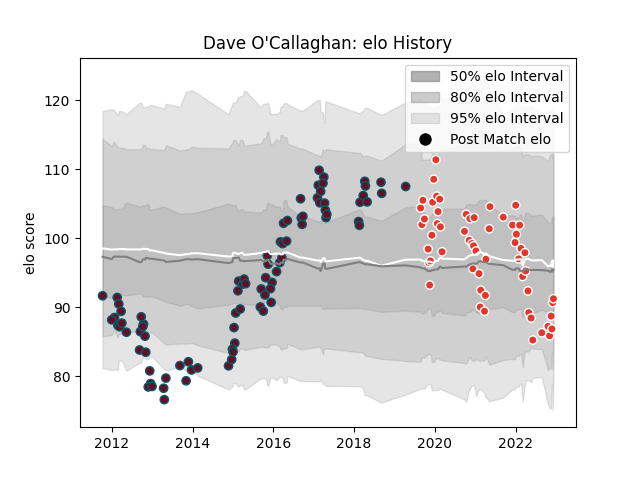 Dave O'Callaghan: elo History
50% elo Interval
80% elo Interval
95% elo Interval
Post Match elo
elo score
120
110
100
90
80
2012
2014
2016
2018
2020
2022